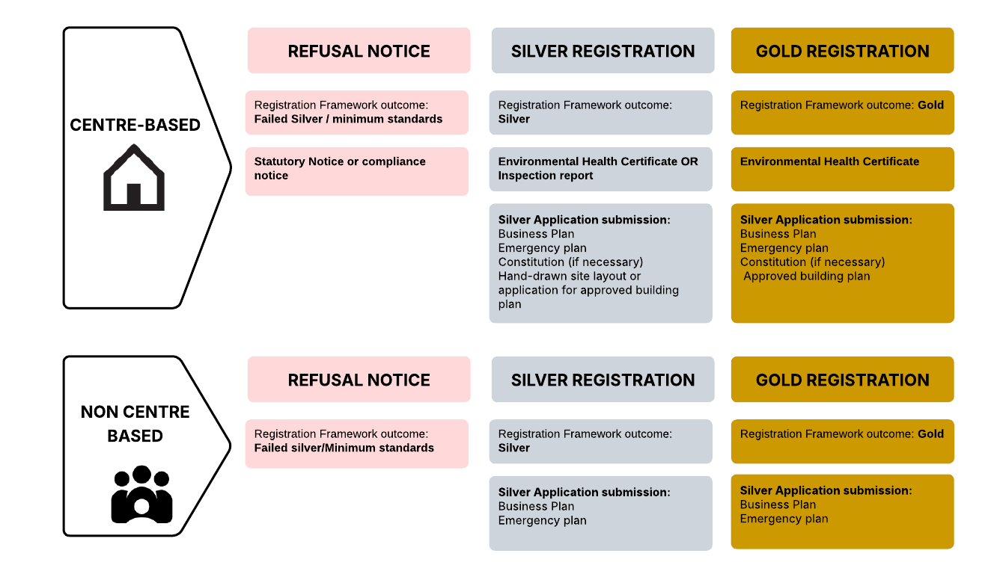 CENTRE-BASED
REFUSAL NOTICE
Registration Framework outcome:
Failed Silver / minimum standards
Statutory Notice or compliance
notice
SILVER REGISTRATION
Registration Framework outcome:
Silver
Environmental Health Certificate OR
Inspection report
Silver Application submission:
Business Plan
Emergency plan
Constitution (if necessary)
Hand-drawn site layout or
application for approved building
plan
GOLD REGISTRATION
Registration Framework outcome: Gold
Environmental Health Certificate
Silver Application submission:
Business Plan
Emergency plan
Constitution (if necessary)
Approved building plan
NON CENTRE
BASED
REFUSAL NOTICE
Registration Framework outcome:
Failed silver/Minimum standards
SILVER REGISTRATION
Registration Framework outcome:
Silver
Silver Application submission:
Business Plan
Emergency plan
GOLD REGISTRATION
Registration Framework outcome: Gold
Silver Application submission:
Business Plan
Emergency plan